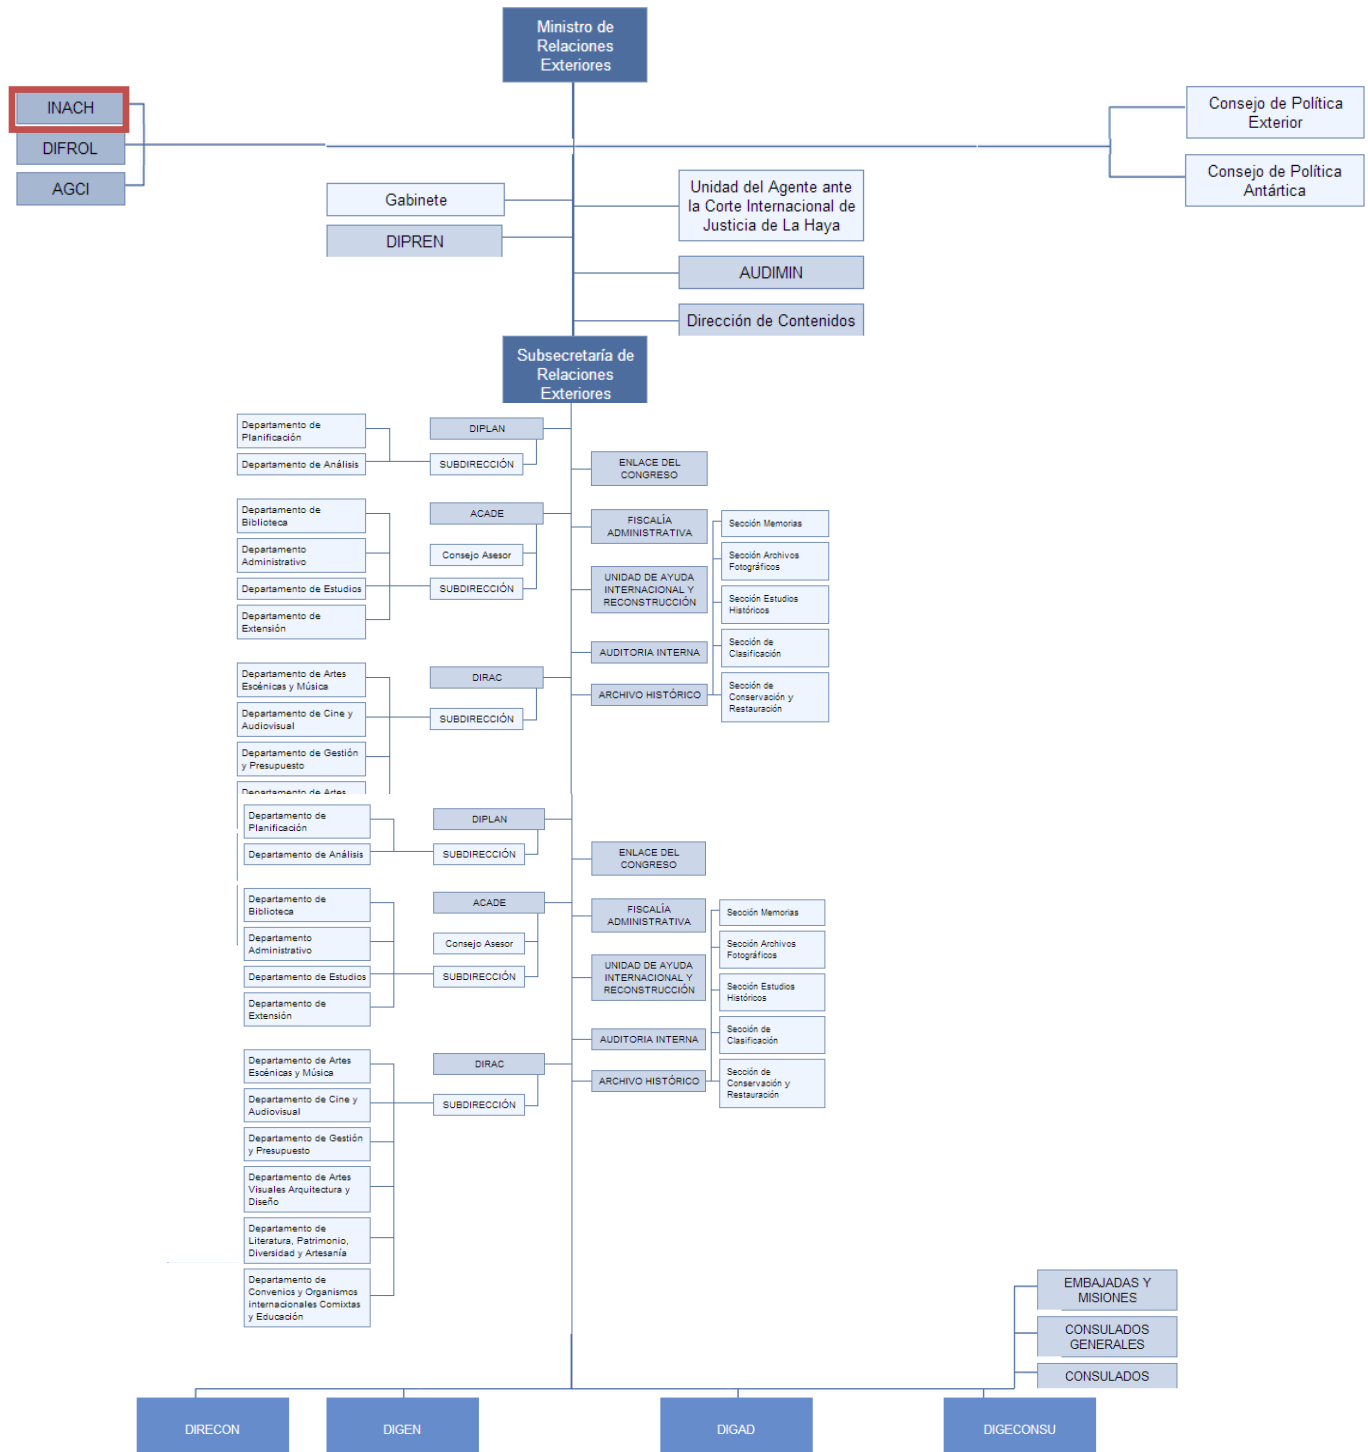 Ministro de
Relaciones
Exteriores
INACH
DIFROL
AGCI
Consejo de Política
Exterior
Consejo de Política
Antártica
Gabinete
DIPREN
Unidad del Agente ante
la Corte Internacional de
Justicia de La Haya
AUDIMIN
Dirección de Contenidos
Subsecretaría de
Relaciones
Exteriores
Departamento de
Planificación
Departamento de Análisis
DIPLAN
SUBDIRECCIÓN
ENLACE DEL
CONGRESO
Departamento de
Biblioteca
Departamento
Administrativo
Departamento de Estudios
Departamento de
Extensión
ACADE
Consejo Asesor
SUBDIRECCIÓN
FISCALÍA
ADMINISTRATIVA
UNIDAD DE AYUDA
INTERNACIONAL Y
RECONSTRUCCIÓN
AUDITORIA INTERNA
ARCHIVO HISTÓRICO
Sección Memorias
Sección Archivos
Fotográficos
Sección Estudios
Históricos
Sección de
Clasificación
Sección de
Conservación y
Restauración
Departamento de Artes
Escénicas y Música
Departamento de Cine y
Audiovisual
Departamento de Gestión
y Presupuesto
Departamento de Artes
DIRAC
SUBDIRECCIÓN
Departamento de
Planificación
Departamento de Análisis
DIPLAN
SUBDIRECCIÓN
ENLACE DEL
CONGRESO
Departamento de
Biblioteca
Departamento
Administrativo
Departamento de Estudios
Departamento de
Extensión
ACADE
Consejo Asesor
SUBDIRECCIÓN
FISCALÍA
ADMINISTRATIVA
UNIDAD DE AYUDA
INTERNACIONAL Y
RECONSTRUCCIÓN
AUDITORIA INTERNA
ARCHIVO HISTÓRICO
Sección Memorias
Sección Archivos
Fotográficos
Sección Estudios
Históricos
Sección de
Clasificación
Sección de
Conservación y
Restauración
Departamento de Artes
Escénicas y Música
Departamento de Cine y
Audiovisual
Departamento de Gestión
y Presupuesto
Departamento de Artes
Visuales Arquitectura y
Diseño
Departamento de
Literatura, Patrimonio,
Diversidad y Artesanía
Departamento de
Convenios y Organismos
internacionales Comixtas
y Educación
DIRAC
SUBDIRECCIÓN
EMBAJADAS Y
MISIONES
CONSULADOS
GENERALES
CONSULADOS
DIRECON
DIGEN
DIGAD
DIGECONSU